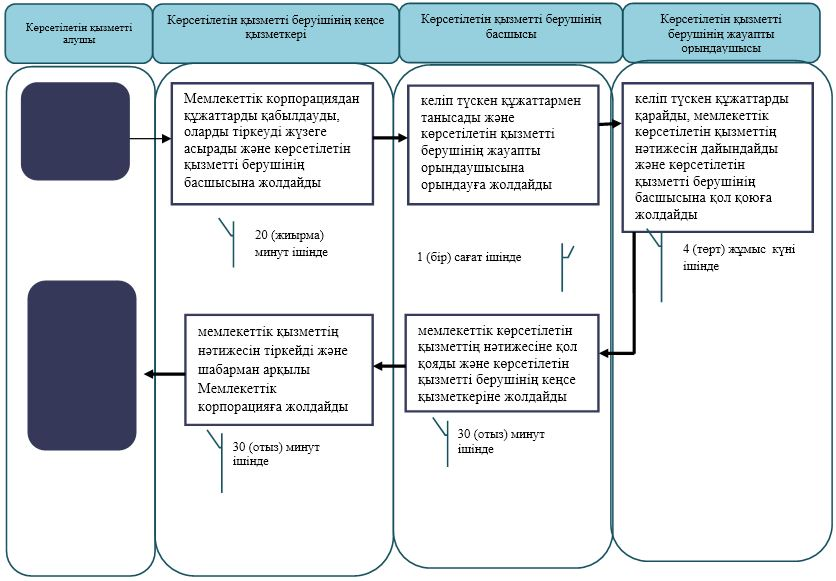 Көрсетілетін қызметті
алушы
Көрсетілетін қызметті беруішінің кеңсе
қызметкері
Көрсетілетін қызметті берушінің
басшысы
Көрсетілетін қызметті
берушінің жауапты
орындаушысы
Мемлекеттік корпорациядан
құжаттарды қабылдауды,
оларды тіркеуді жүзеге
асырады және көрсетілетін
қызметті берушінің
басшысына жолдайды
келіп түскен құжаттармен
танысады және
көрсетілетін қызметті
берушінің жауапты
орындаушысына
орындауға жолдайды
келіп түскен құжаттарды
қарайды, мемлекеттік
көрсетілетін қызметтің
нәтижесін дайындайды
және көрсетілетін
қызметті берушінің
басшысына қол қоюға
жолдайды
20 (жиырма)
минут ішінде
1 (бір) сағат ішінде
4 (төрт) жұмыс күні
ішінде
мемлекеттік қызметтің
нәтижесін тіркейді және
шабарман арқылы
Мемлекеттік
корпорацияға жолдайды
мемлекеттік көрсетілетін
қызметтің нәтижесіне қол
қояды және көрсетілетін
қызметті берушінің кеңсе
қызметкеріне жолдайды
30 (отыз) минут
ішінде
30 (отыз) минут
ішінде